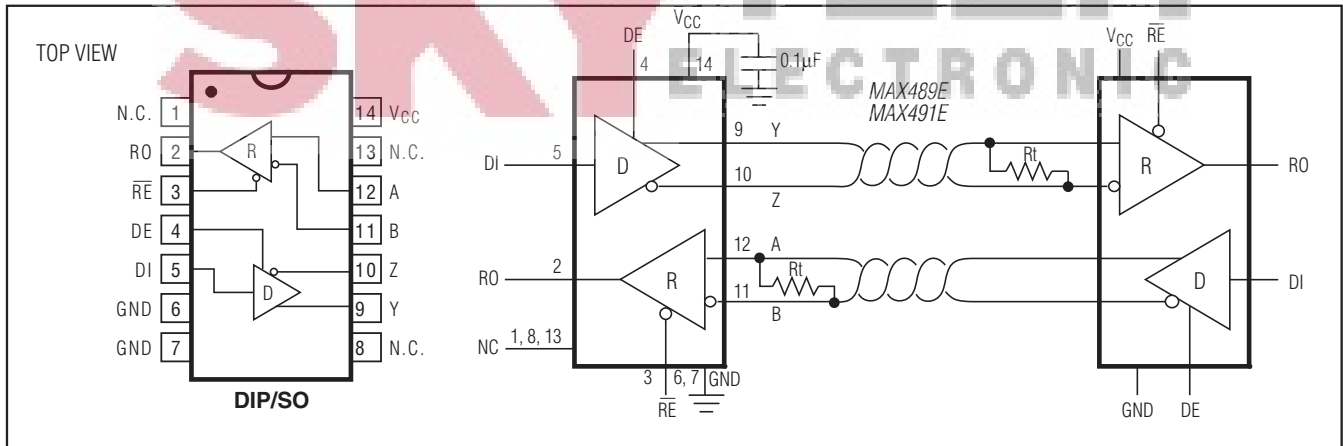 SKY
ELECTRONIC
TOP VIEW
N.C. 1
RO 2
RE 3
DE 4
DI 5
GND 6
GND 7
14 VCC
13 N.C.
12 A
11 B
10 Z
9 Y
8 N.C.
R
D
DIP/SO
DE
4
VCC
14
0.1µF
MAX489E
MAX491E
VCC
RE
DI 5
D
9 Y
10
Z
Rt
R
RO
RO 2
R
12 A
11
B
Rt
D
DI
NC 1, 8, 13
3
RE
6, 7 GND
GND
DE